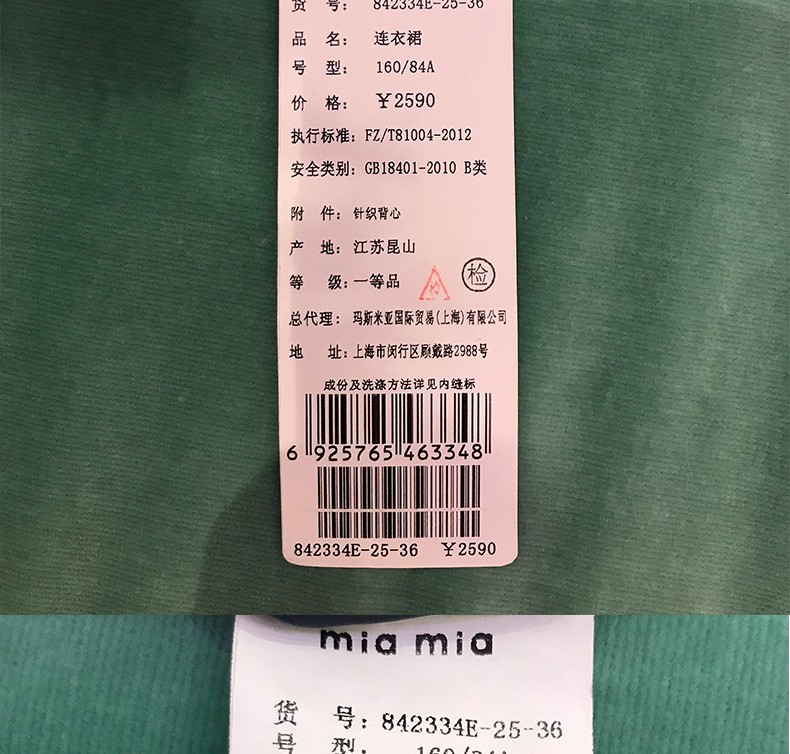 货 号: 842334E-25-36
品 名: 连衣裙
号 型: 160/84A
价 格: ¥2590
执行标准: FZ/T81004-2012
安全类别: GB18401-2010 B类
附 件: 针织背心
产 地: 江苏昆山
等 级: 一等品
检
总代理: 玛斯米亚国际贸易(上海)有限公司
地 址: 上海市闵行区顾戴路2988号
成份及洗涤方法详见内缝标
6 925765 463348
842334E-25-36 ¥2590
mia mia
货 号: 842334E-25-36
号 型: 160/84A